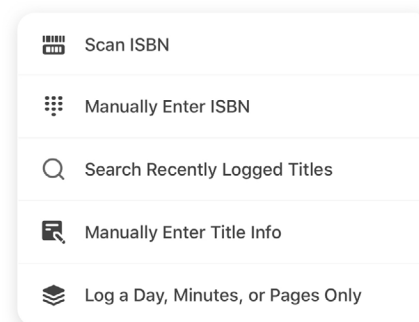 Scan ISBN
Manually Enter ISBN
Search Recently Logged Titles
Manually Enter Title Info
Log a Day, Minutes, or Pages Only